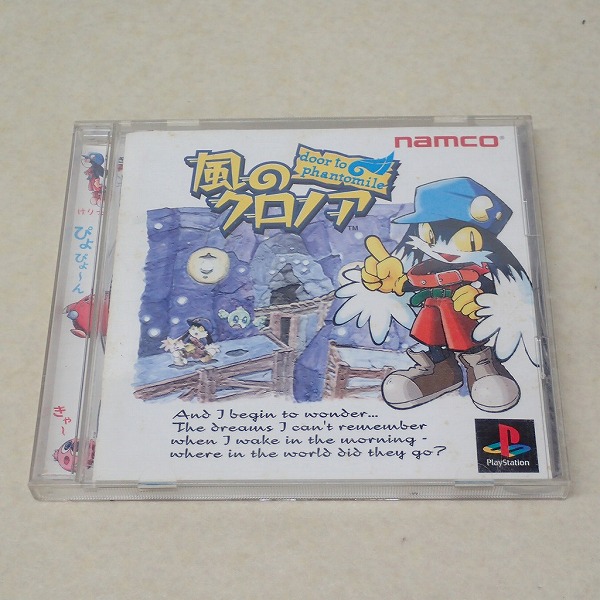 namco®
door to
phantomile
風の
クロノア
TM
And I begin to wonder...
The dreams I can't remember
when I wake in the morning -
where in the world did they go?
PlayStation
ぴょ
ぴょ〜ん
きゃー